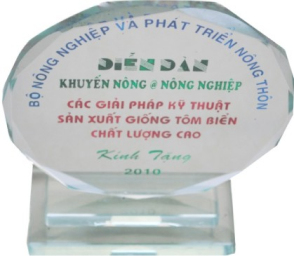 BỘ NÔNG NGHIỆP VÀ PHÁT TRIỂN NÔNG THÔN
DIỄN ĐÀN
KHUYẾN NÔNG @ NÔNG NGHIỆP
CÁC GIẢI PHÁP KỸ THUẬT
SẢN XUẤT GIỐNG TÔM BIỂN
CHẤT LƯỢNG CAO
Kính Tặng
2010